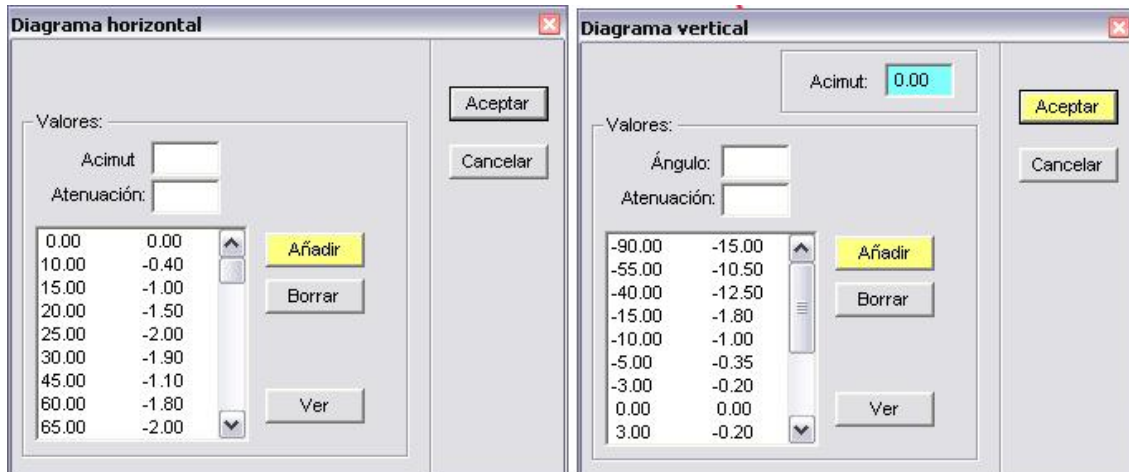 Diagrama horizontal
Aceptar
Cancelar
Valores:
Acimut
Atenuación:
0.00 0.00
10.00 -0.40
15.00 -1.00
20.00 -1.50
25.00 -2.00
30.00 -1.90
45.00 -1.10
60.00 -1.80
65.00 -2.00
Añadir
Borrar
Ver
Diagrama vertical
Acimut: 0.00
Aceptar
Cancelar
Valores:
Ángulo:
Atenuación:
-90.00 -15.00
-55.00 -10.50
-40.00 -12.50
-15.00 -1.80
-10.00 -1.00
-5.00 -0.35
-3.00 -0.20
0.00 0.00
3.00 -0.20
Añadir
Borrar
Ver